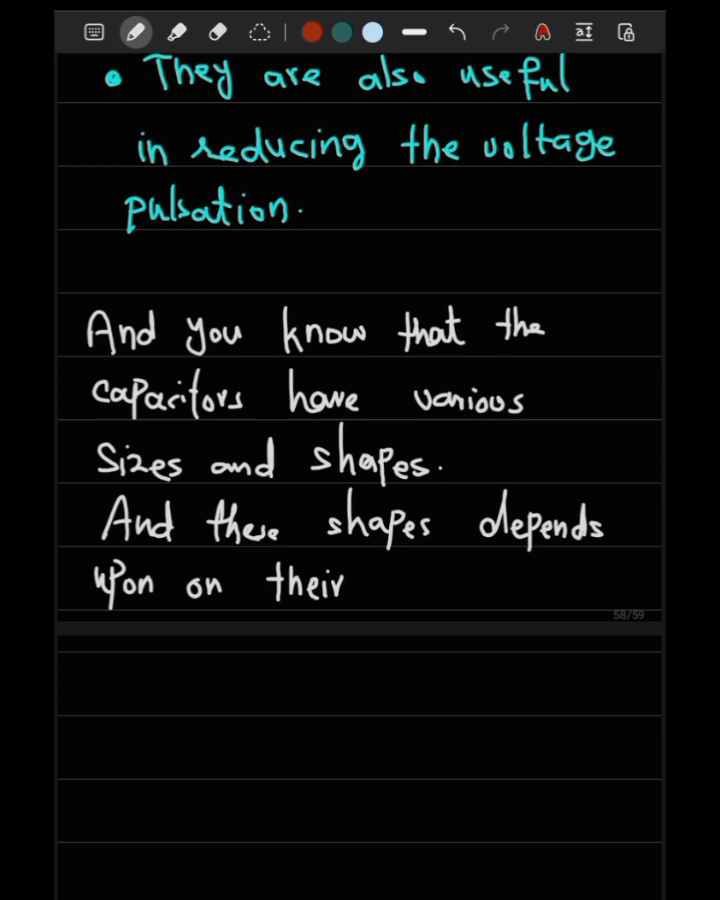 • They are also useful
in reducing the voltage
pulsation.
And you know that the
capacitors have various
Sizes and shapes.
And these shapes depends
upon on their
58/59